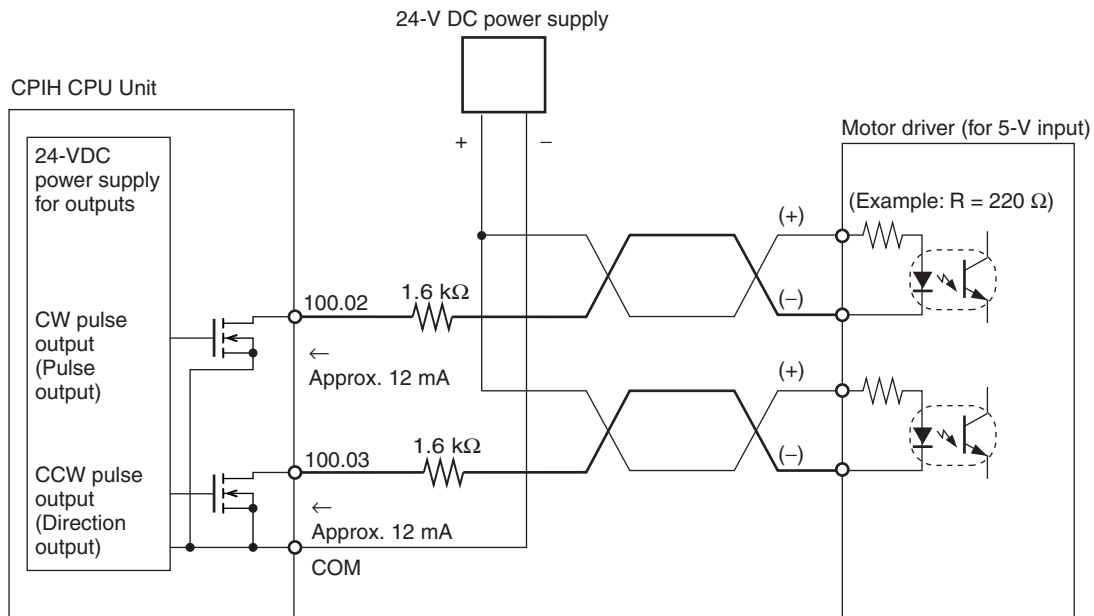 24-V DC power supply
CPIH CPU Unit
+
−
Motor driver (for 5-V input)
24-VDC
power supply
for outputs
(Example: R = 220 Ω)
(+)
(−)
100.02
1.6 kΩ
CW pulse
output
(Pulse
output)
←
Approx. 12 mA
(+)
(−)
100.03
1.6 kΩ
CCW pulse
output
(Direction
output)
←
Approx. 12 mA
COM